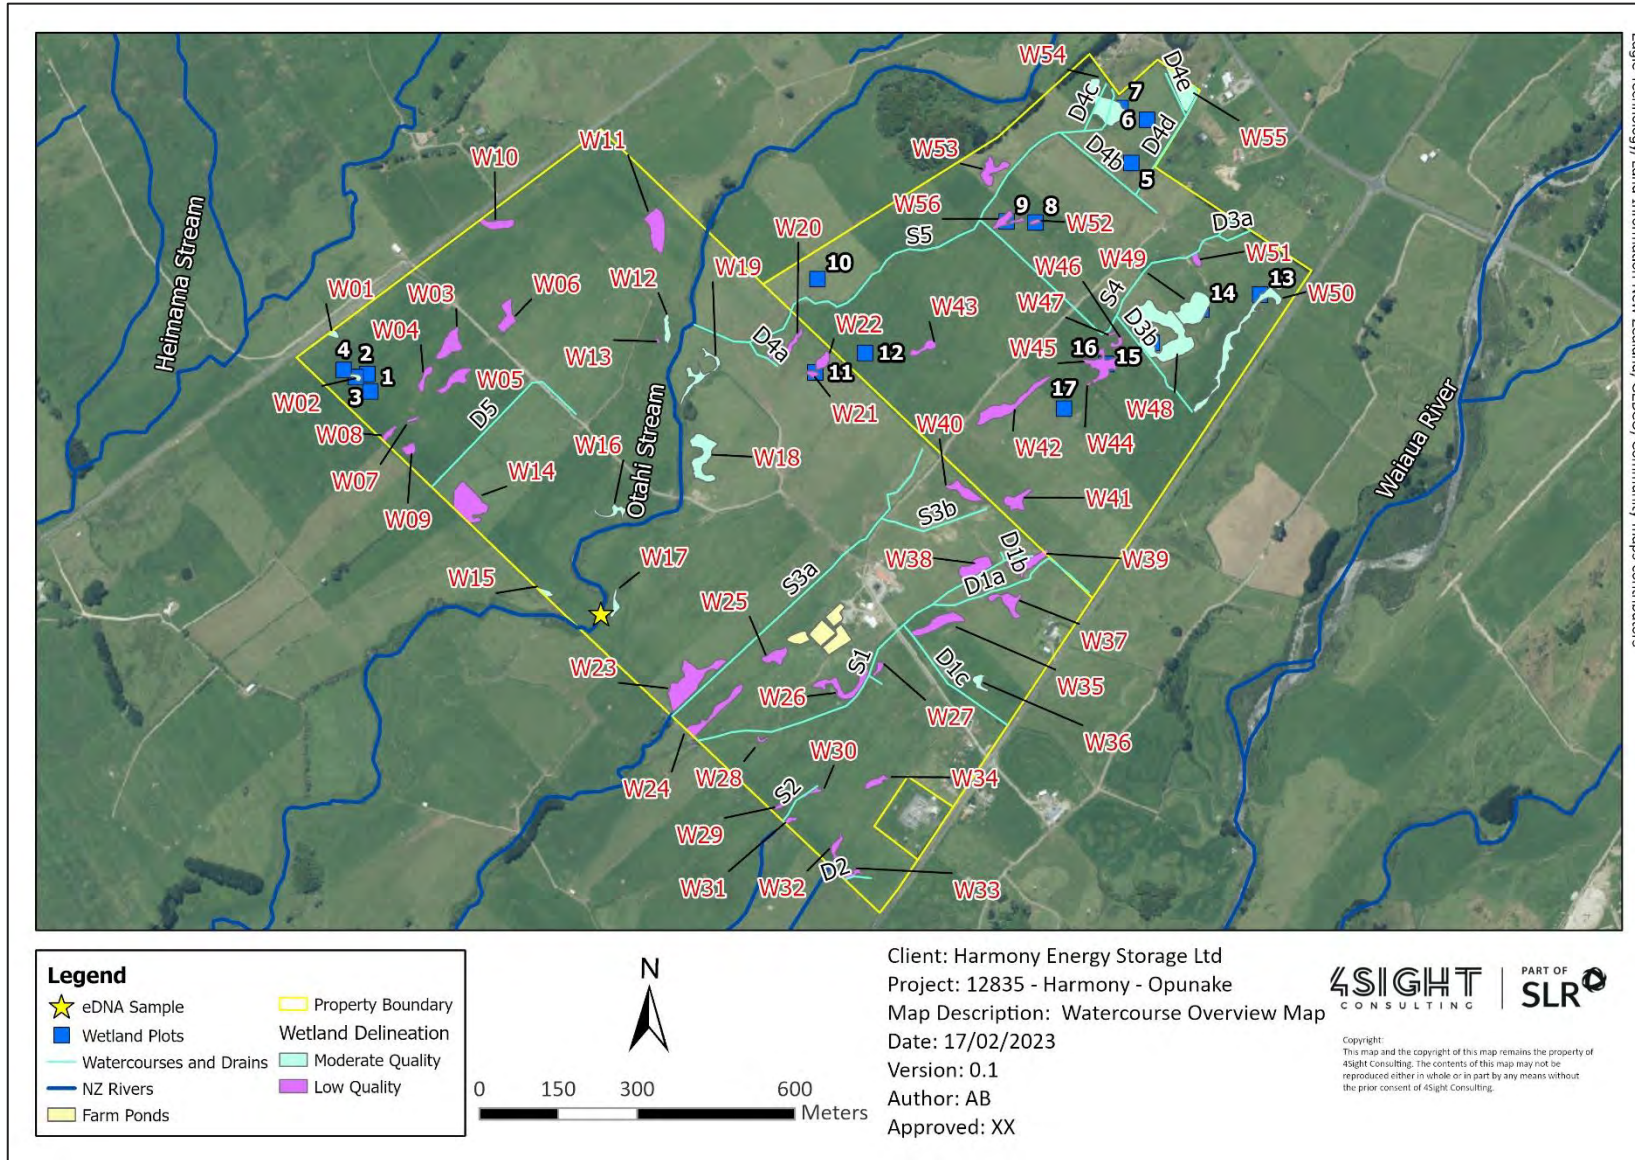 W54
D4c
7
6
D4e
D4d
W55
D4b
5
W53
W11
W10
Heimama Stream
W56
9
8
W52
W20
S5
D3a
W19
W46
W49
W51
13
W50
14
10
W12
W06
W03
W01
W04
W47
S4
D3b
W43
W22
D4a
W13
4
2
1
3
W02
W05
12
11
W21
W45
16
15
17
W48
W44
W42
W40
Waiaua River
D5
W08
W07
W09
W14
W16
Otahi Stream
W18
W41
S3b
W15
W17
S3a
W38
D1b
D1a
W39
W25
W37
W23
S1
D1c
W35
W26
W27
W36
W24
W28
W30
W34
S2
W29
W31
W32
D2
W33
Legend
eDNA Sample
Wetland Plots
Watercourses and Drains
NZ Rivers
Farm Ponds
Property Boundary
Wetland Delineation
Moderate Quality
Low Quality
N
0 150 300 600
Meters
Client: Harmony Energy Storage Ltd
Project: 12835 - Harmony - Opunake
Map Description: Watercourse Overview Map
Date: 17/02/2023
Version: 0.1
Author: AB
Approved: XX
4SIGHT
CONSULTING
PART OF
SLR
Copyright:
This map and the copyright of this map remains the property of
4Sight Consulting. The contents of this map may not be
reproduced either in whole or in part by any means without
the prior consent of 4Sight Consulting.